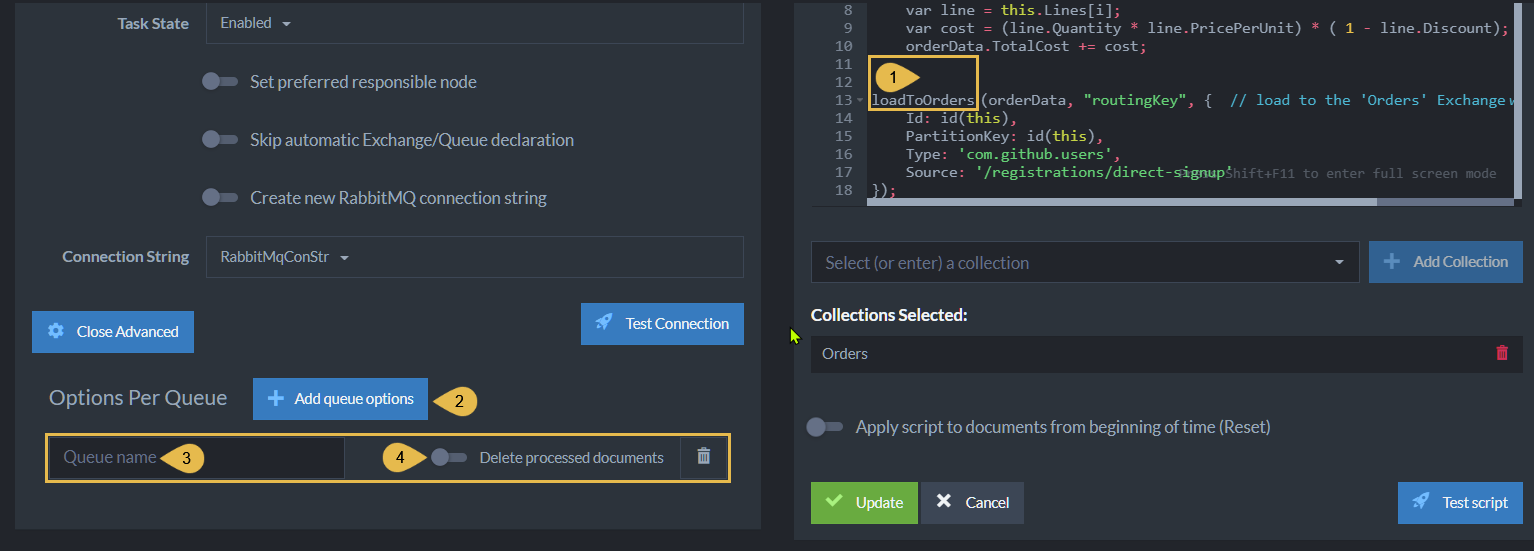 Task State
Enabled
Set preferred responsible node
Skip automatic Exchange/Queue declaration
Create new RabbitMQ connection string
Connection String
RabbitMqConStr
Close Advanced
Test Connection
Options Per Queue
Add queue options
2
Queue name
3
4
Delete processed documents
8 var line = this.Lines[i];
9 var cost = (line.Quantity * line.PricePerUnit) * ( 1 - line.Discount);
10 orderData.TotalCost += cost;
11
12
1
13 loadToOrders(orderData, "routingKey", {  // load to the 'Orders' Exchange w
14 Id: id(this),
15 PartitionKey: id(this),
16 Type: 'com.github.users',
17 Source: '/registrations/direct-signup'
Shift+F11 to enter full screen mode
18 });
Select (or enter) a collection
Add Collection
Collections Selected:
Orders
Apply script to documents from beginning of time (Reset)
Update
Cancel
Test script